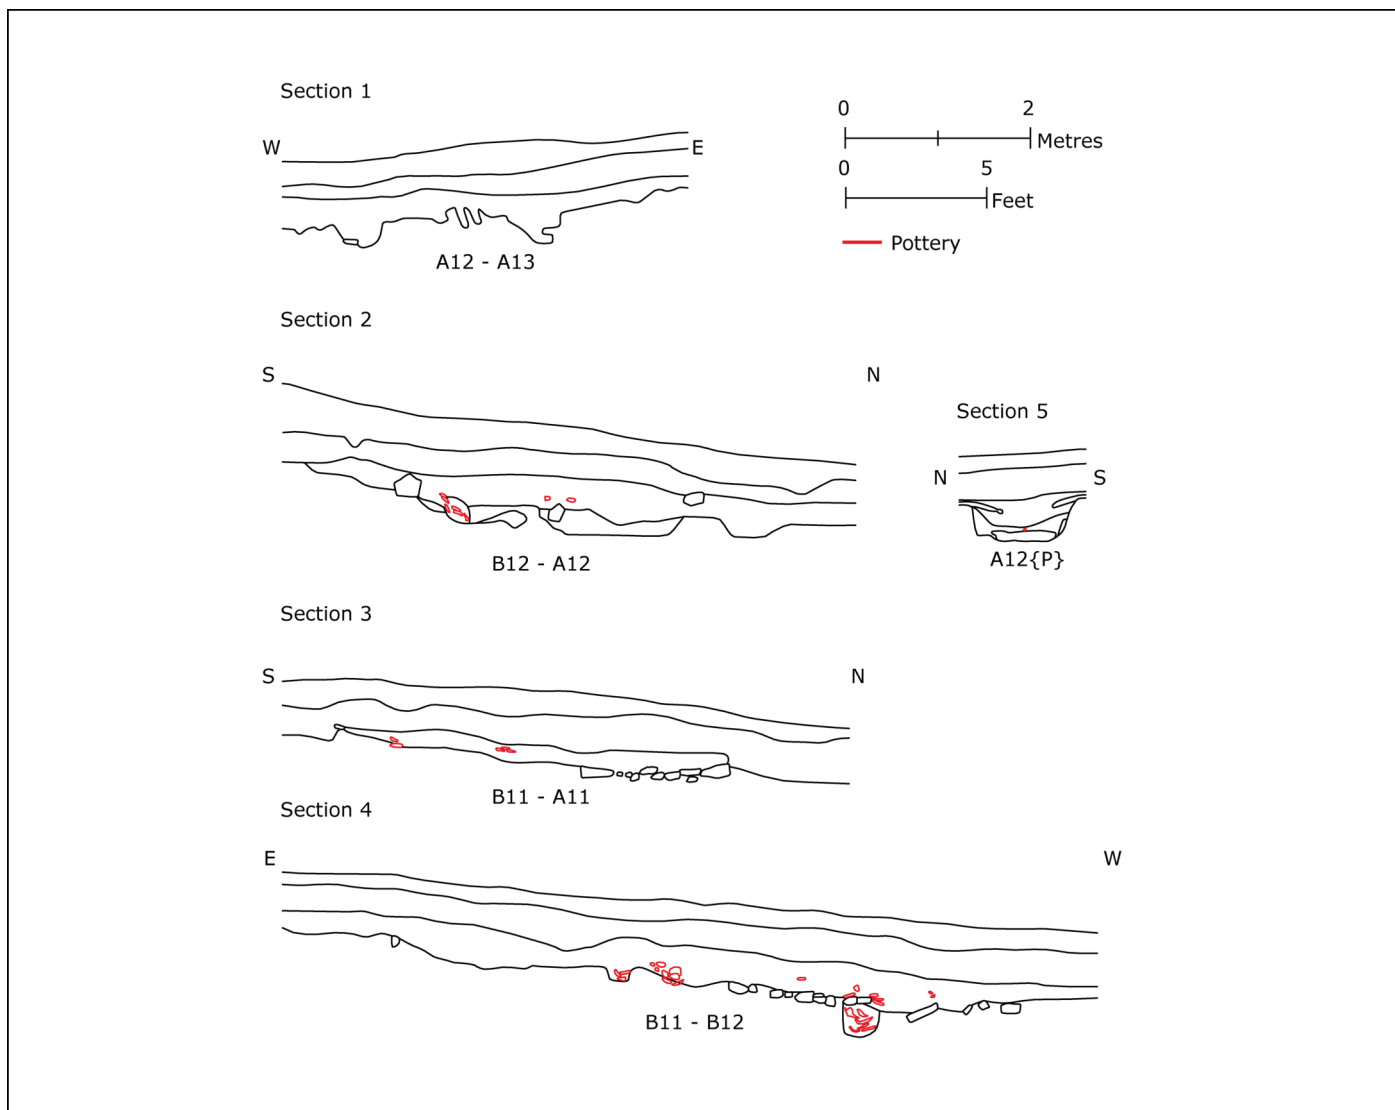 Section 1
W
E
A12 - A13
0 2
Metres
0 5
Feet
Pottery
Section 2
S
N
B12 - A12
Section 5
N
S
A12{P}
Section 3
S
N
B11 - A11
Section 4
E
W
B11 - B12